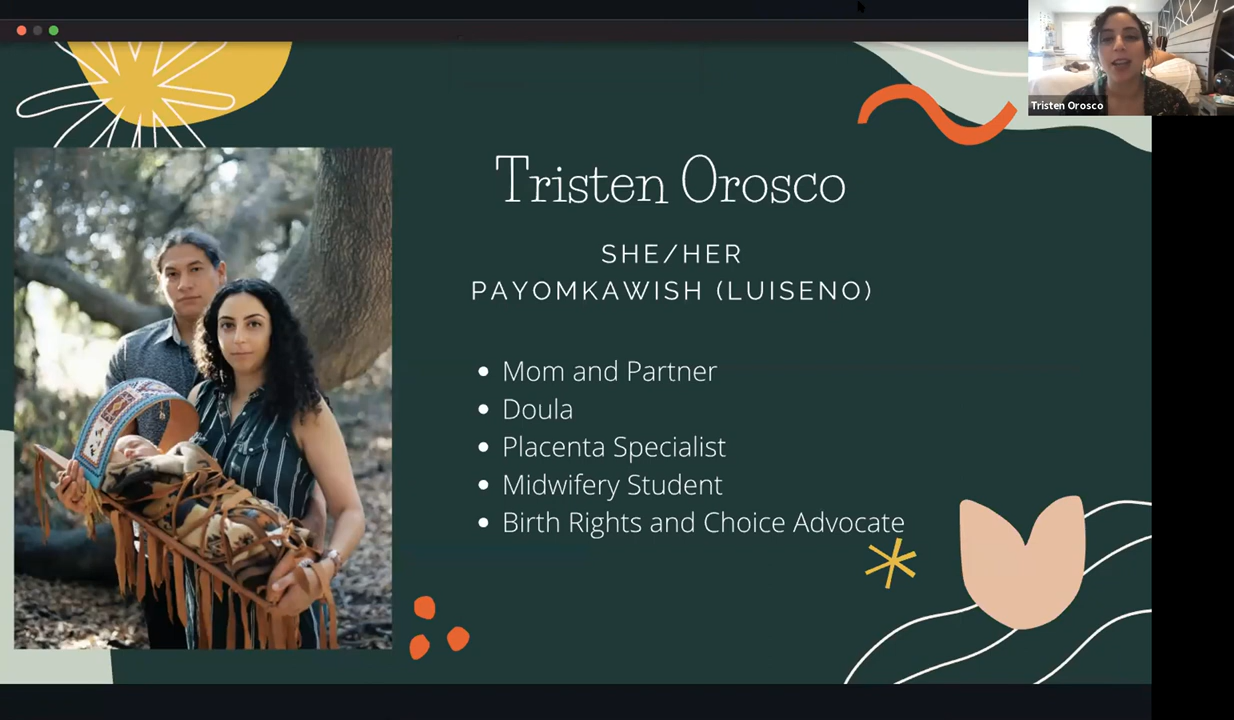 Tristen Orosco
Tristen Orosco
SHE/HER
PAYOMKAWISH (LUISENO)
Mom and Partner
Doula
Placenta Specialist
Midwifery Student
Birth Rights and Choice Advocate